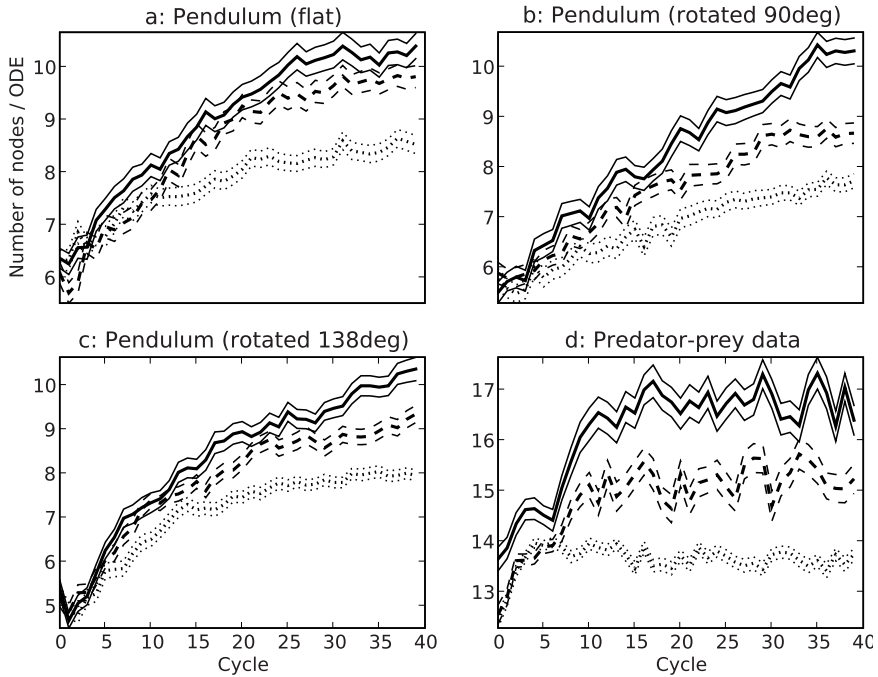 a: Pendulum (flat)
b: Pendulum (rotated 90deg)
Number of nodes / ODE
10
9
8
7
6
10
9
8
7
6
c: Pendulum (rotated 138deg)
d: Predator-prey data
10
9
8
7
6
5
17
16
15
14
13
0 5 10 15 20 25 30 35 40
0 5 10 15 20 25 30 35 40
Cycle
Cycle